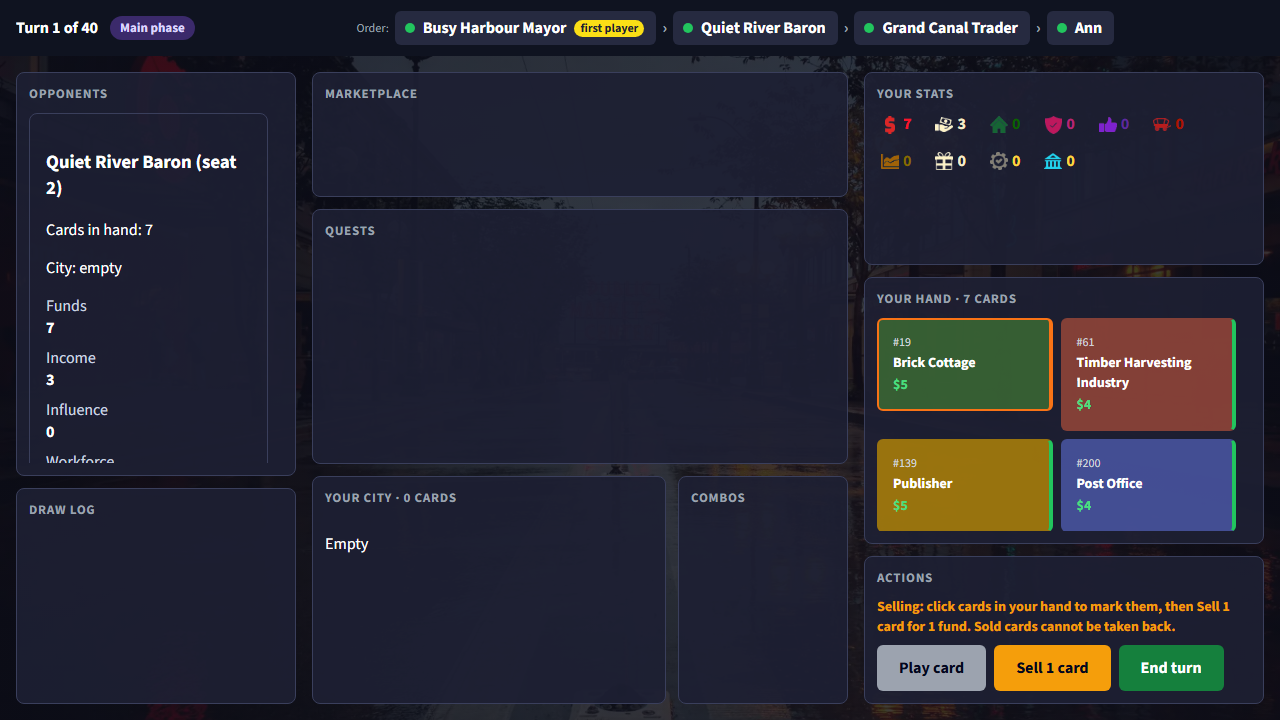 Turn 1 of 40
Main phase
Order:
Busy Harbour Mayor
first player
›
Quiet River Baron
›
Grand Canal Trader
›
Ann
OPPONENTS
Quiet River Baron (seat
2)
Cards in hand: 7
City: empty
Funds
7
Income
3
Influence
0
Workforce
DRAW LOG
MARKETPLACE
QUESTS
YOUR CITY · 0 CARDS
Empty
COMBOS
YOUR STATS
7 3 0 0 0 0
0 0 0 0
YOUR HAND · 7 CARDS
#19
Brick Cottage
$5
#61
Timber Harvesting
Industry
$4
#139
Publisher
$5
#200
Post Office
$4
ACTIONS
Selling: click cards in your hand to mark them, then Sell 1
card for 1 fund. Sold cards cannot be taken back.
Play card
Sell 1 card
End turn